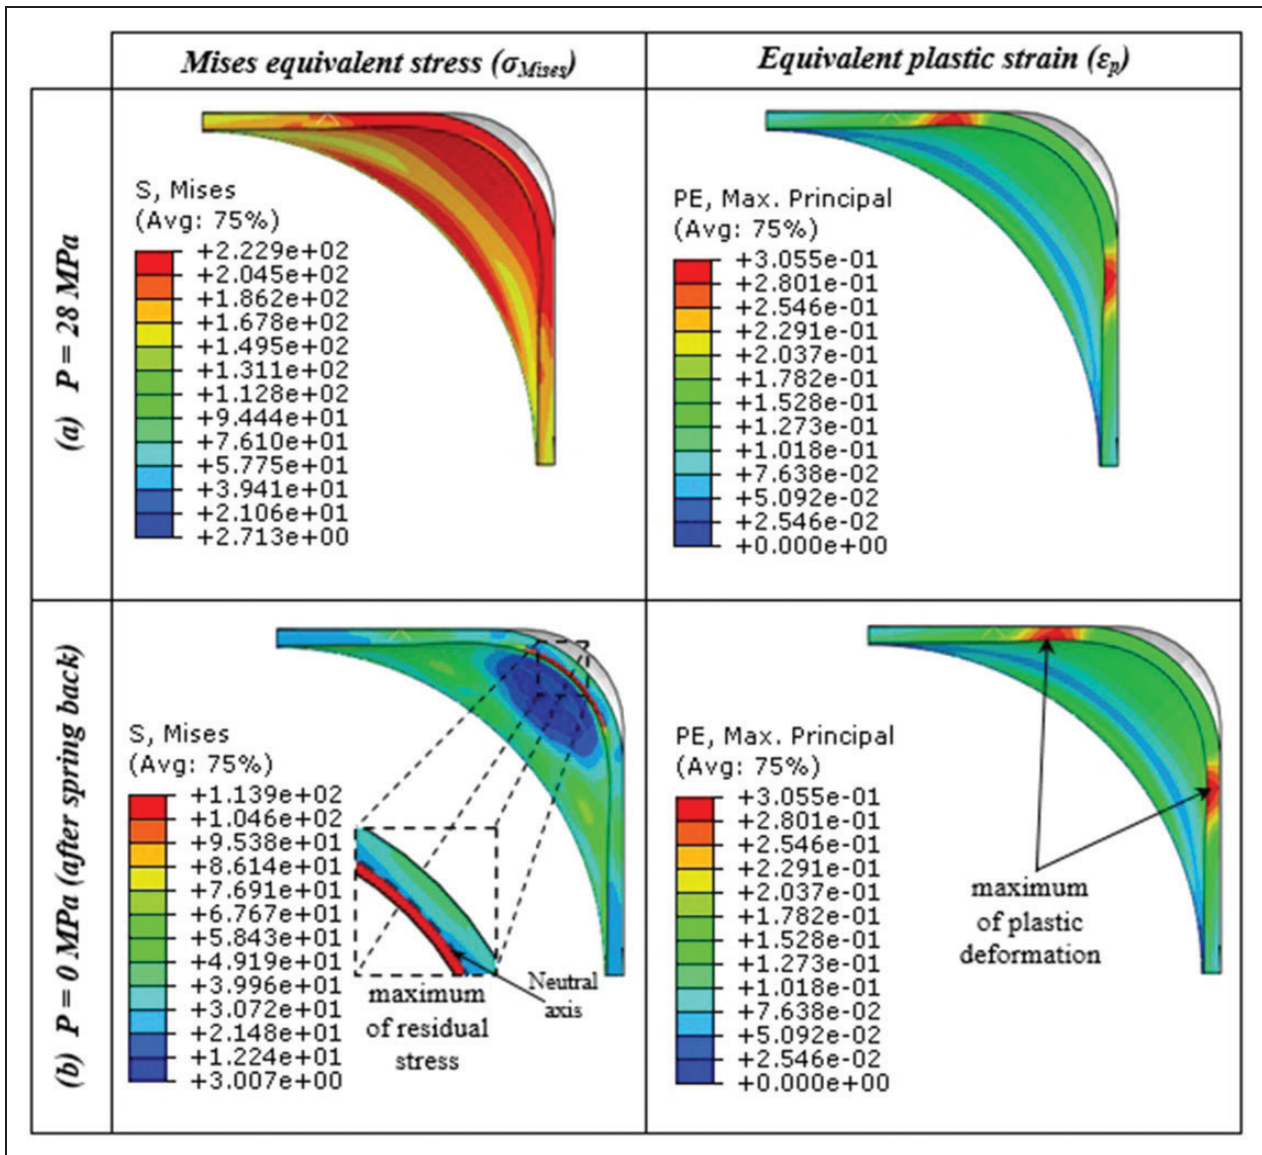 Mises equivalent stress (σMises)
Equivalent plastic strain (εp)
(a) P = 28 MPa
S, Mises
(Avg: 75%)
+2.229e+02
+2.045e+02
+1.862e+02
+1.678e+02
+1.495e+02
+1.311e+02
+1.128e+02
+9.444e+01
+7.610e+01
+5.775e+01
+3.941e+01
+2.106e+01
+2.713e+00
PE, Max. Principal
(Avg: 75%)
+3.055e-01
+2.801e-01
+2.546e-01
+2.291e-01
+2.037e-01
+1.782e-01
+1.528e-01
+1.273e-01
+1.018e-01
+7.638e-02
+5.092e-02
+2.546e-02
+0.000e+00
(b) P = 0 MPa (after spring back)
S, Mises
(Avg: 75%)
+1.139e+02
+1.046e+02
+9.538e+01
+8.614e+01
+7.691e+01
+6.767e+01
+5.843e+01
+4.919e+01
+3.996e+01
+3.072e+01
+2.148e+01
+1.224e+01
+3.007e+00
maximum
of residual
stress
Neutral
axis
PE, Max. Principal
(Avg: 75%)
+3.055e-01
+2.801e-01
+2.546e-01
+2.291e-01
+2.037e-01
+1.782e-01
+1.528e-01
+1.273e-01
+1.018e-01
+7.638e-02
+5.092e-02
+2.546e-02
+0.000e+00
maximum
of plastic
deformation